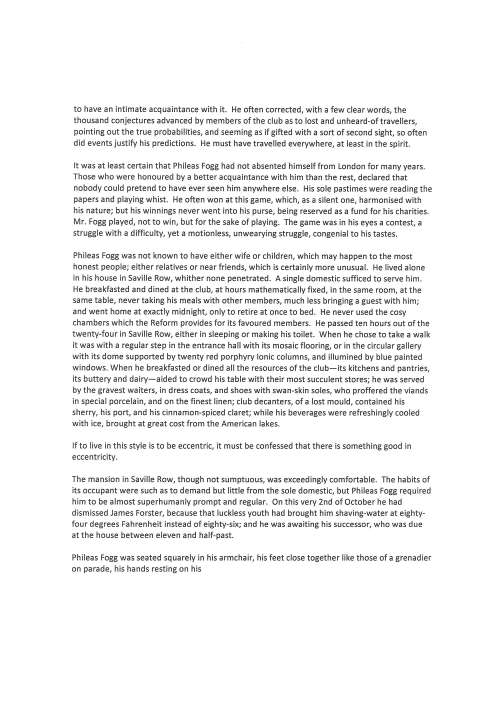 to have an intimate acquaintance with it.  He often corrected, with a few clear words, the
thousand conjectures advanced by members of the club as to lost and unheard-of travellers,
pointing out the true probabilities, and seeming as if gifted with a sort of second sight, so often
did events justify his predictions.  He must have travelled everywhere, at least in the spirit.
It was at least certain that Phileas Fogg had not absented himself from London for many years.
Those who were honoured by a better acquaintance with him than the rest, declared that
nobody could pretend to have ever seen him anywhere else.  His sole pastimes were reading the
papers and playing whist.  He often won at this game, which, as a silent one, harmonised with
his nature; but his winnings never went into his purse, being reserved as a fund for his charities.
Mr. Fogg played, not to win, but for the sake of playing.  The game was in his eyes a contest, a
struggle with a difficulty, yet a motionless, unwearying struggle, congenial to his tastes.
Phileas Fogg was not known to have either wife or children, which may happen to the most
honest people; either relatives or near friends, which is certainly more unusual.  He lived alone
in his house in Saville Row, whither none penetrated.  A single domestic sufficed to serve him.
He breakfasted and dined at the club, at hours mathematically fixed, in the same room, at the
same table, never taking his meals with other members, much less bringing a guest with him;
and went home at exactly midnight, only to retire at once to bed.  He never used the cosy
chambers which the Reform provides for its favoured members.  He passed ten hours out of the
twenty-four in Saville Row, either in sleeping or making his toilet.  When he chose to take a walk
it was with a regular step in the entrance hall with its mosaic flooring, or in the circular gallery
with its dome supported by twenty red porphyry Ionic columns, and illumined by blue painted
windows. When he breakfasted or dined all the resources of the club—its kitchens and pantries,
its buttery and dairy—aided to crowd his table with their most succulent stores; he was served
by the gravest waiters, in dress coats, and shoes with swan-skin soles, who proffered the viands
in special porcelain, and on the finest linen; club decanters, of a lost mould, contained his
sherry, his port, and his cinnamon-spiced claret; while his beverages were refreshingly cooled
with ice, brought at great cost from the American lakes.
If to live in this style is to be eccentric, it must be confessed that there is something good in
eccentricity.
The mansion in Saville Row, though not sumptuous, was exceedingly comfortable.  The habits of
its occupant were such as to demand but little from the sole domestic, but Phileas Fogg required
him to be almost superhumanly prompt and regular.  On this very 2nd of October he had
dismissed James Forster, because that luckless youth had brought him shaving-water at eighty-
four degrees Fahrenheit instead of eighty-six; and he was awaiting his successor, who was due
at the house between eleven and half-past.
Phileas Fogg was seated squarely in his armchair, his feet close together like those of a grenadier
on parade, his hands resting on his